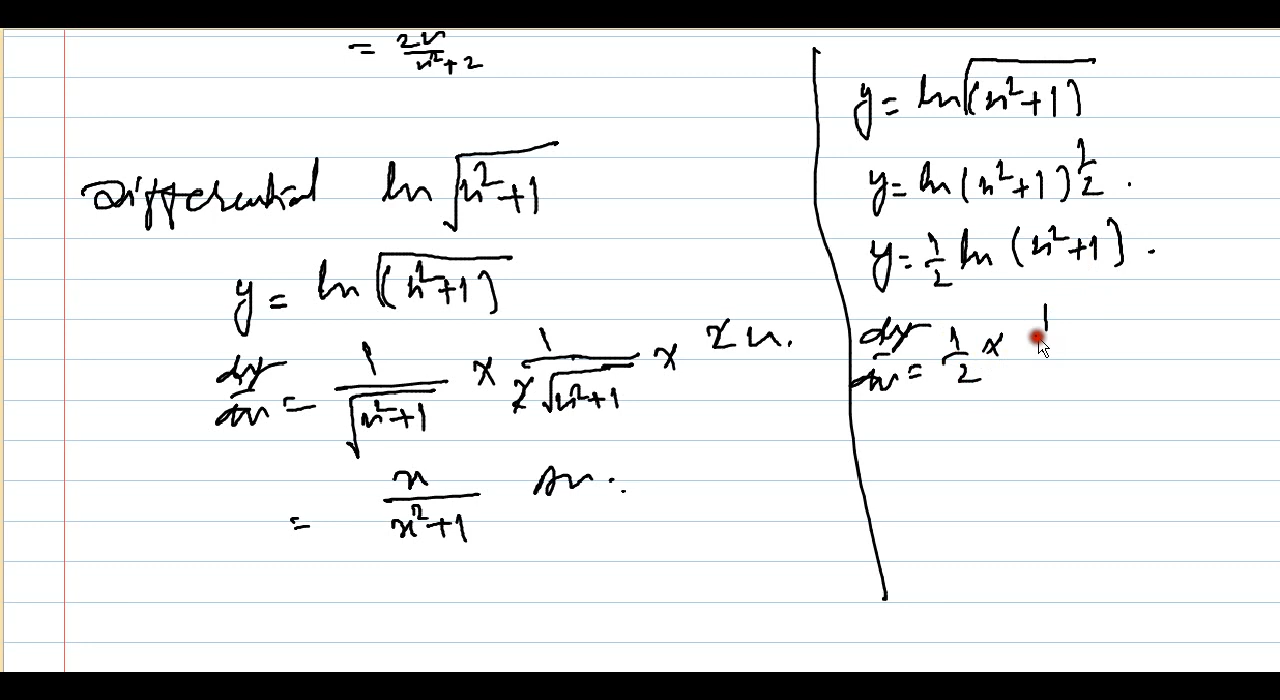 = 2x/x²+2
Differential ln √x²+1
y = ln √(x²+1)
dy/dx = 1/√x²+1 × 1/2√x²+1 × 2x.
= x/x²+1 Ans.
y = ln √(x²+1)
y = ln (x²+1)^1/2 .
y = 1/2 ln (x²+1) .
dy/dx = 1/2 × 1